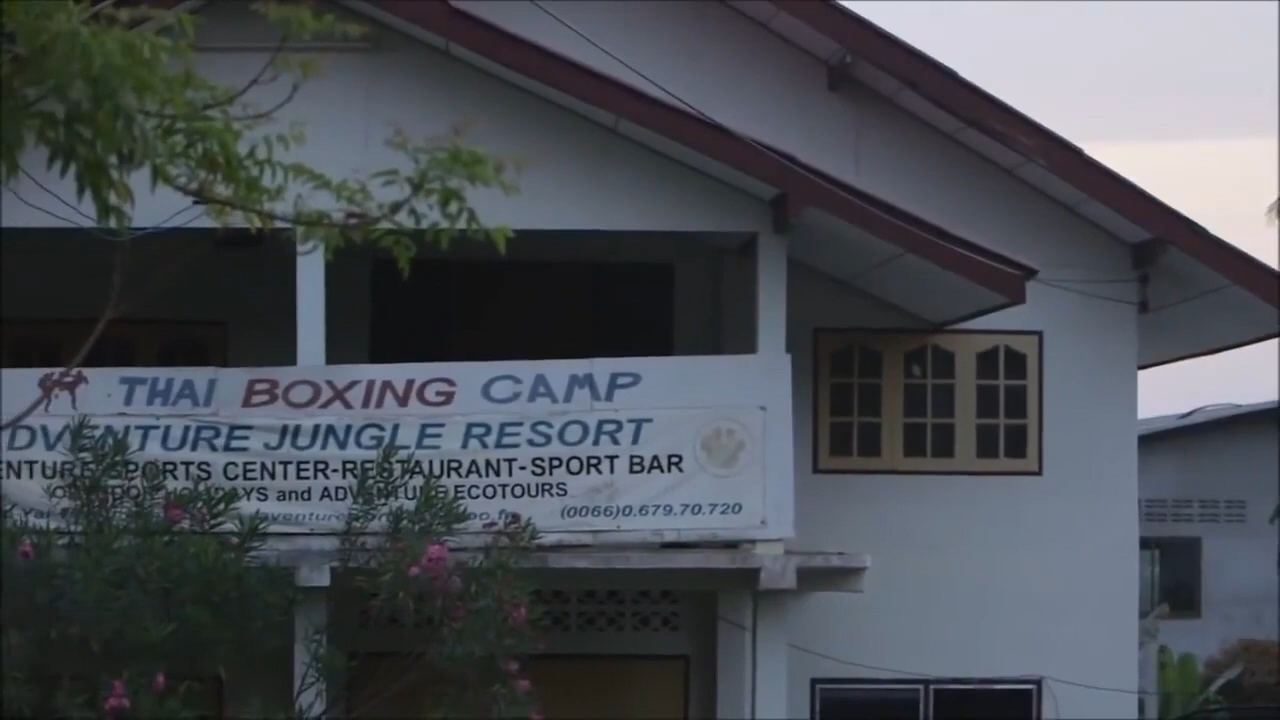 THAI BOXING CAMP
DVENTURE JUNGLE RESORT
ENTURE SPORTS CENTER-RESTAURANT-SPORT BAR
and ADVENTURE ECOTOURS
(0066)0.679.70.720